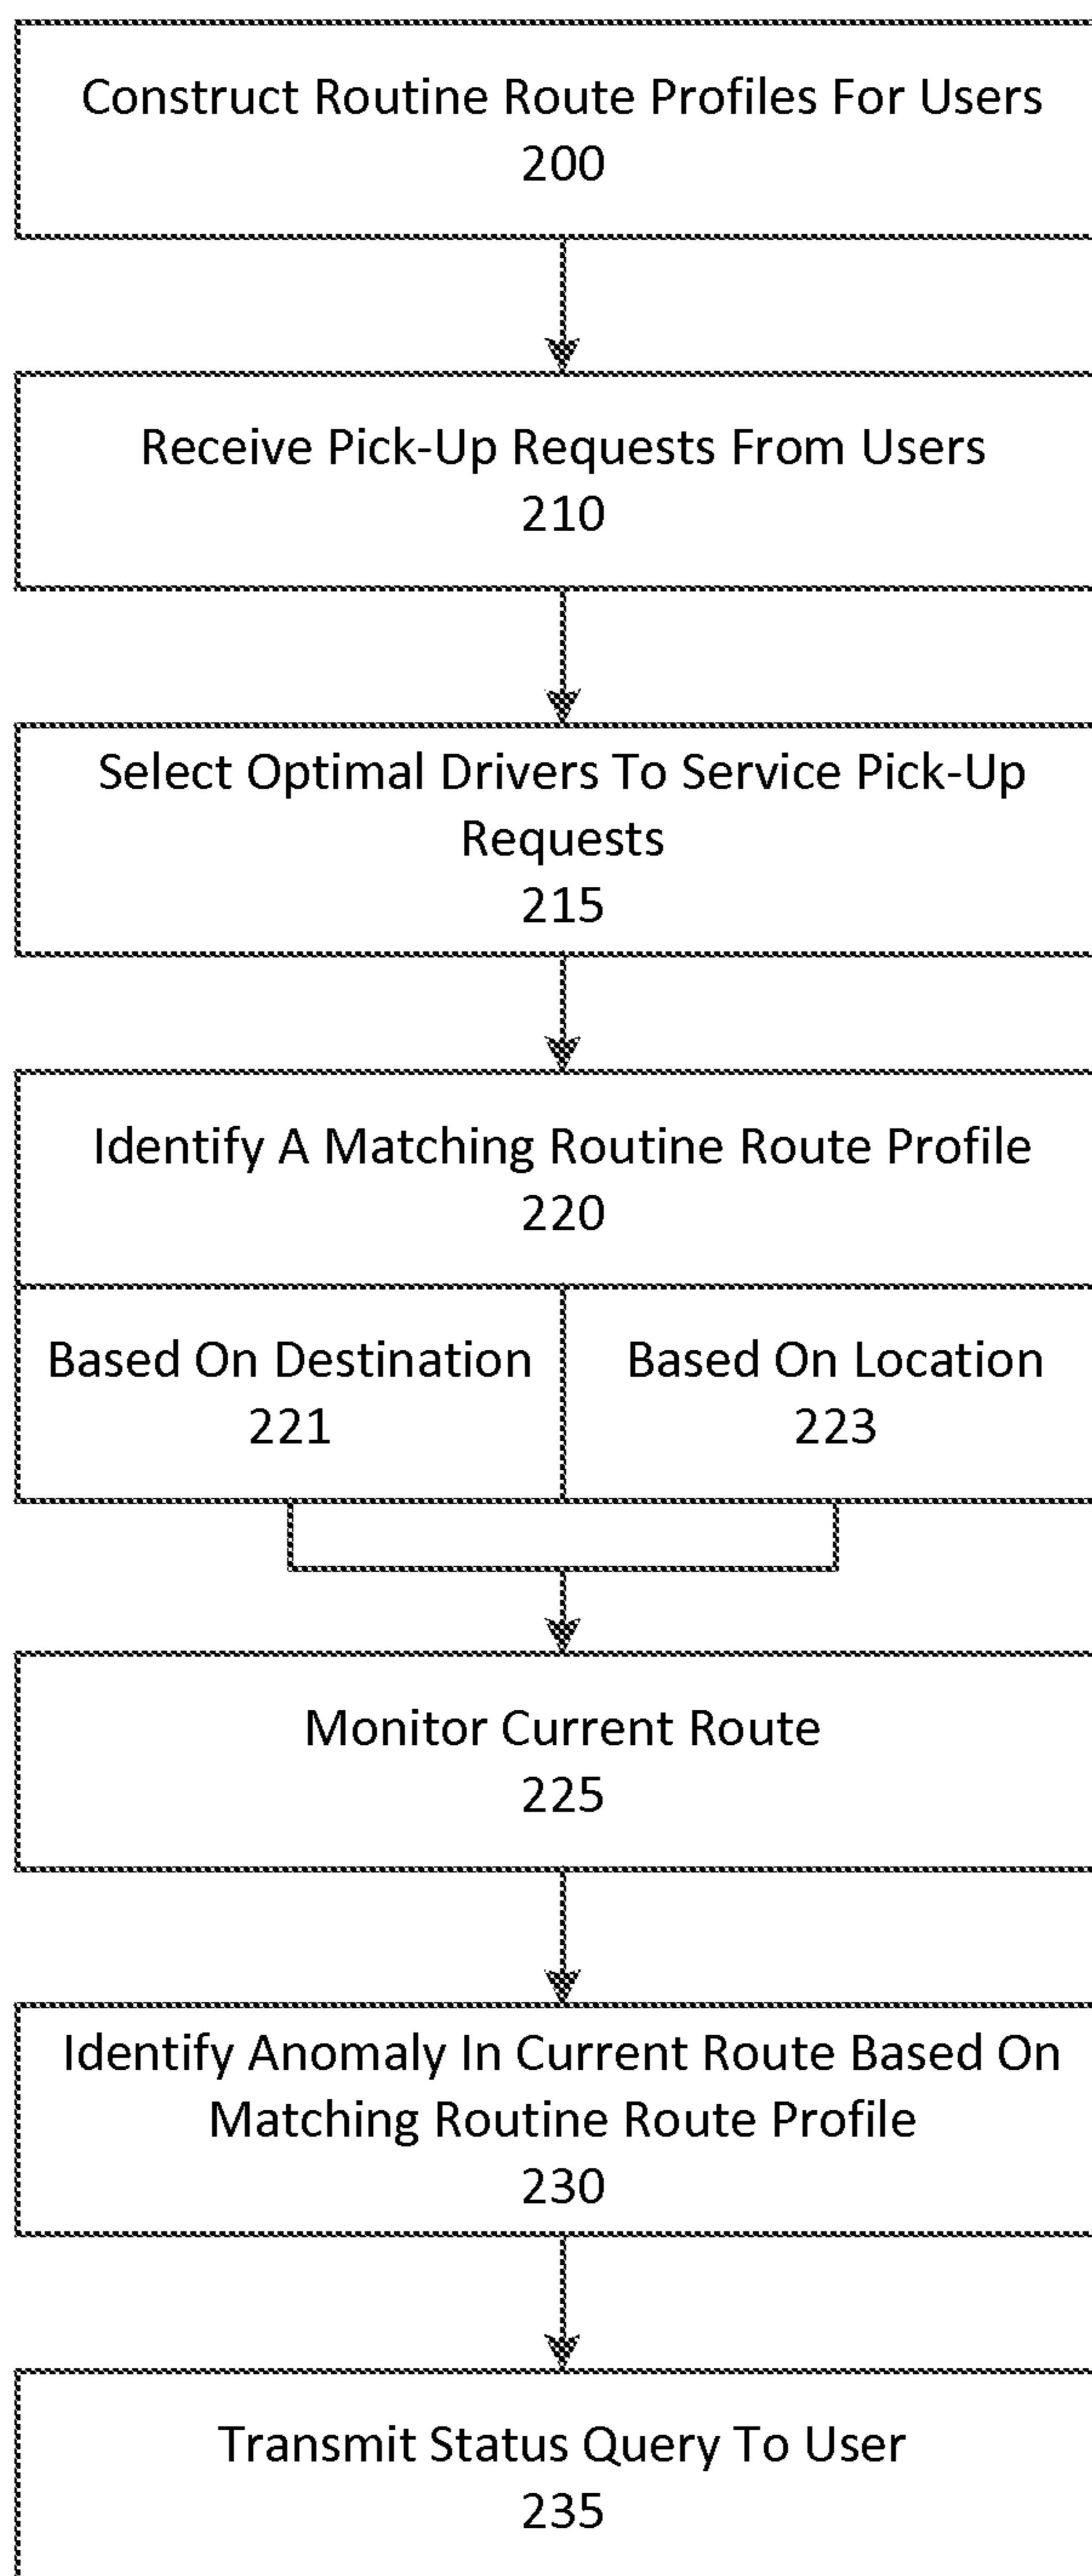 Construct Routine Route Profiles For Users
200
Receive Pick-Up Requests From Users
210
Select Optimal Drivers To Service Pick-Up
Requests
215
Identify A Matching Routine Route Profile
220
Based On Destination
221
Based On Location
223
Monitor Current Route
225
Identify Anomaly In Current Route Based On
Matching Routine Route Profile
230
Transmit Status Query To User
235